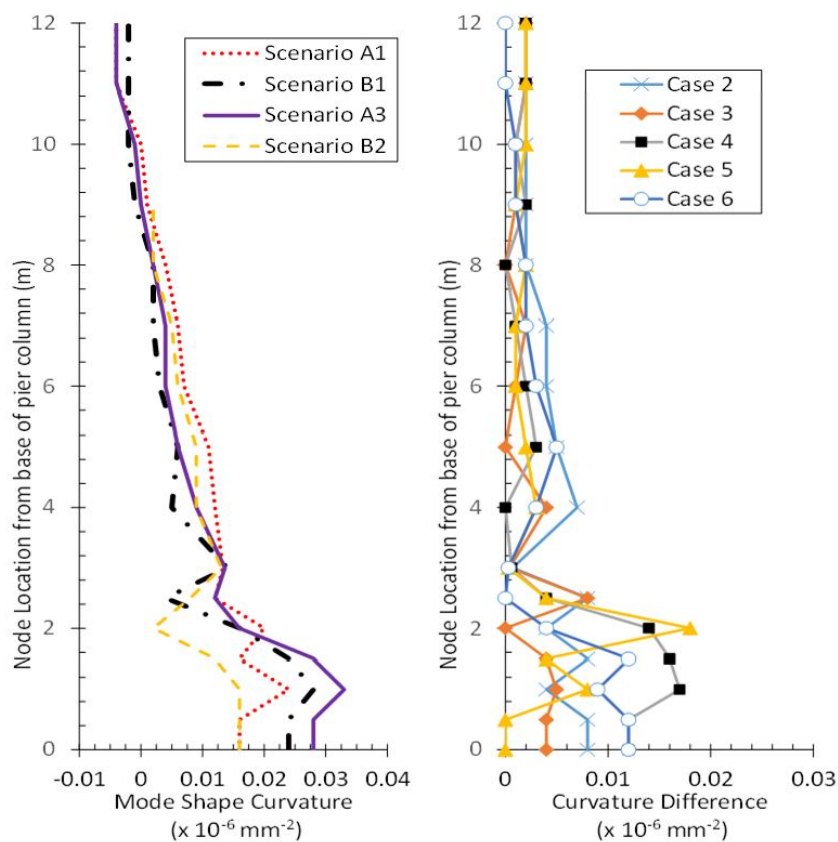 Node Location from base of pier column (m)
12
10
8
6
4
2
0
-0.01 0 0.01 0.02 0.03 0.04
Mode Shape Curvature
(x 10-6 mm-2)
Scenario A1
Scenario B1
Scenario A3
Scenario B2
Node Location from base of pier column (m)
12
10
8
6
4
2
0
0 0.01 0.02 0.03
Curvature Difference
(x 10-6 mm-2)
Case 2
Case 3
Case 4
Case 5
Case 6